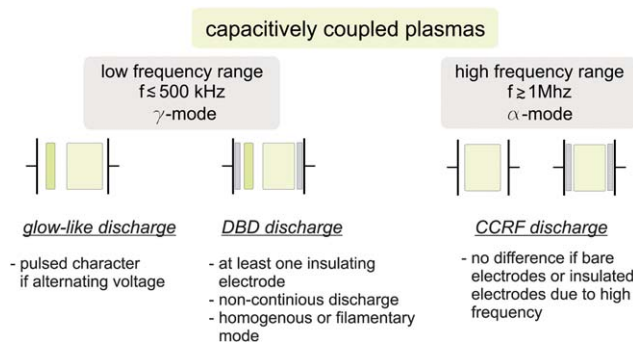 capacitively coupled plasmas
low frequency range
f≤500 kHz
γ-mode
high frequency range
f≳1Mhz
α-mode
glow-like discharge
- pulsed character
if alternating voltage
DBD discharge
- at least one insulating
electrode
- non-continious discharge
- homogenous or filamentary
mode
CCRF discharge
- no difference if bare
electrodes or insulated
electrodes due to high
frequency